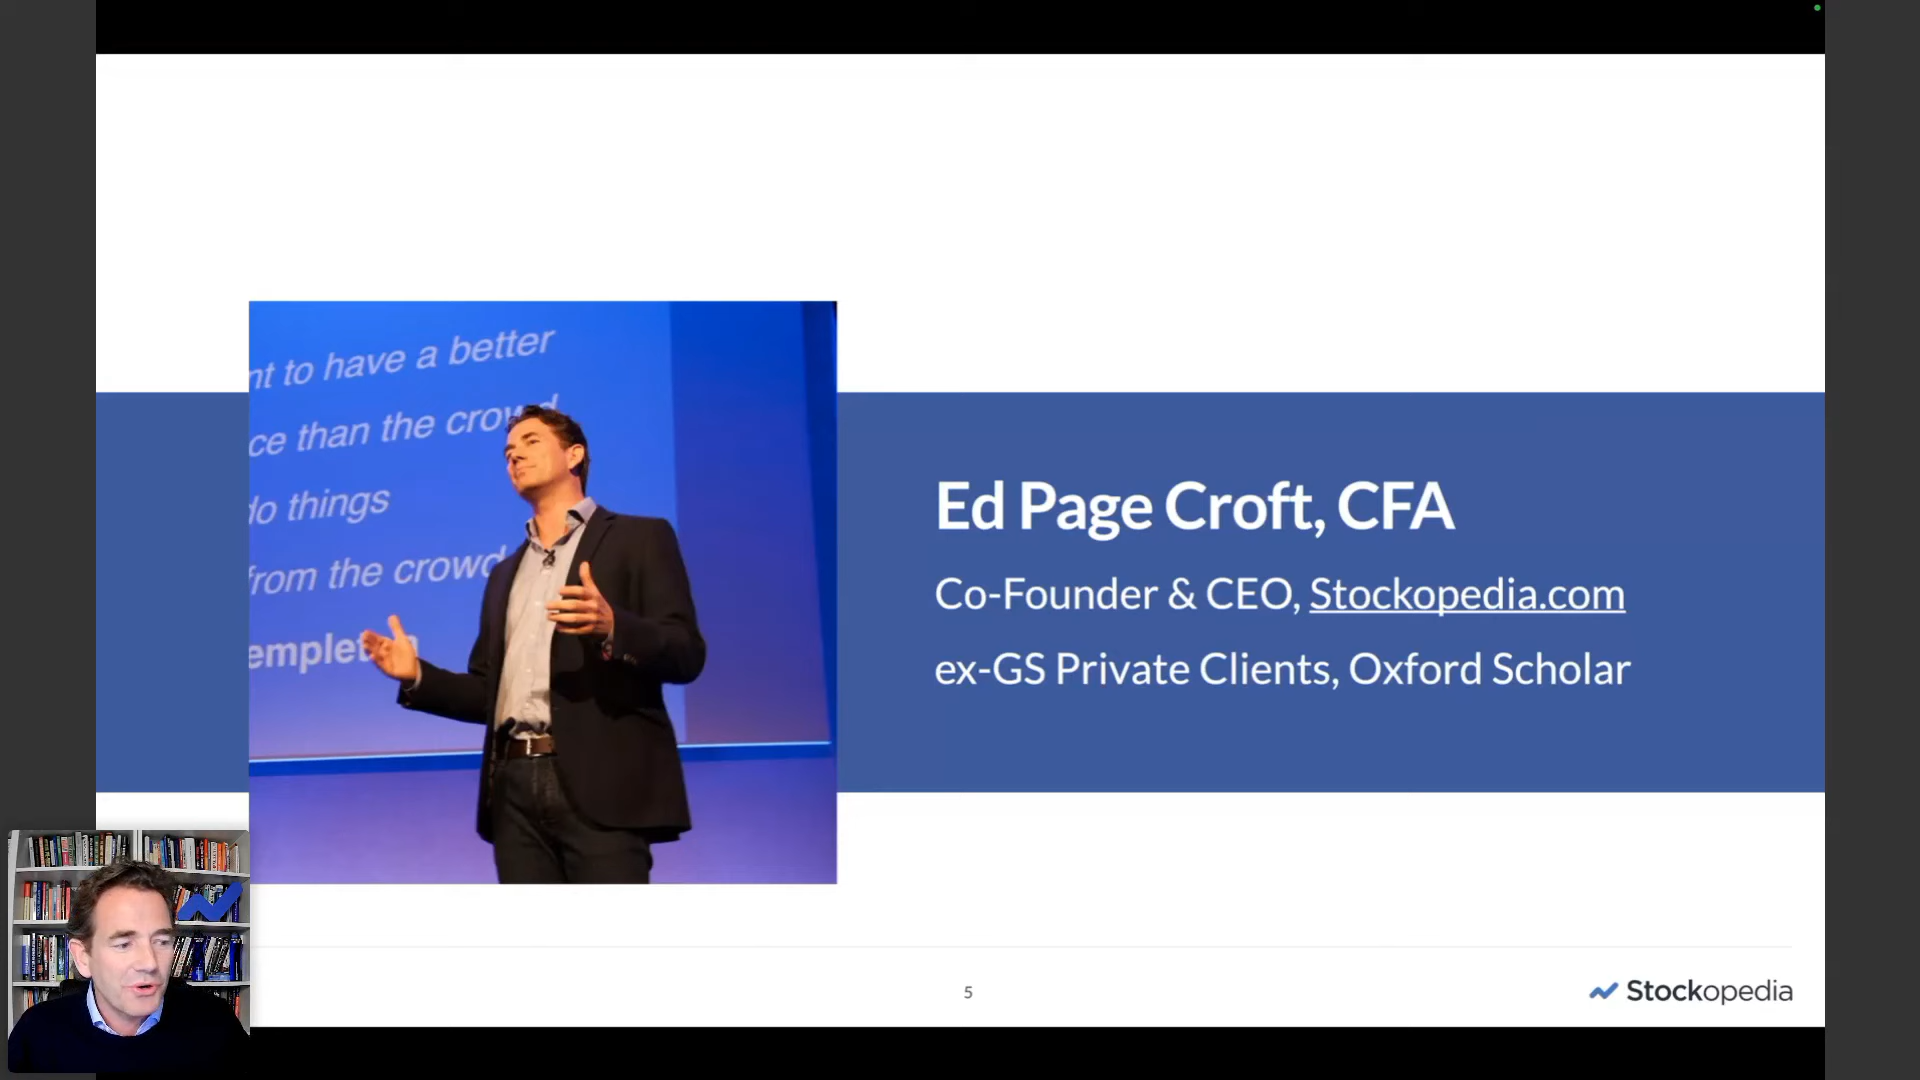 nt to have a better
ce than the crowd
do things
from the crowd
empleton
Ed Page Croft, CFA
Co-Founder & CEO, Stockopedia.com
ex-GS Private Clients, Oxford Scholar
5
Stockopedia